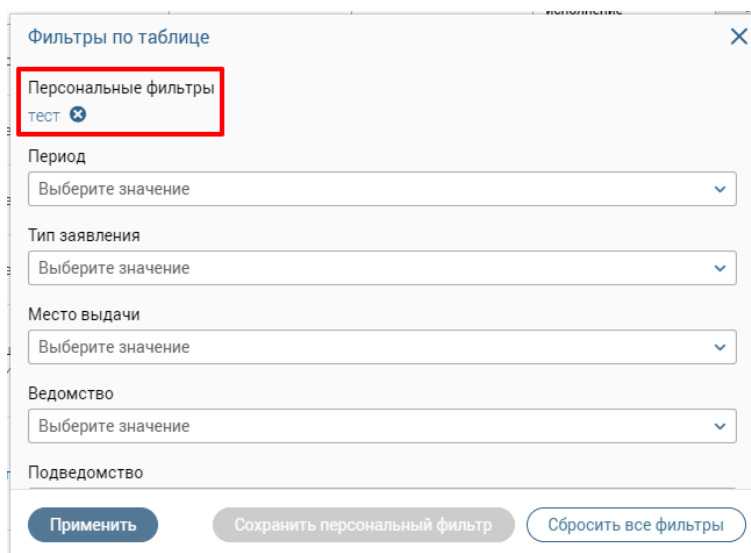 исполнение
Фильтры по таблице
Персональные фильтры
тест
Период
Выберите значение
Тип заявления
Выберите значение
Место выдачи
Выберите значение
Ведомство
Выберите значение
Подведомство
Применить
Сохранить персональный фильтр
Сбросить все фильтры